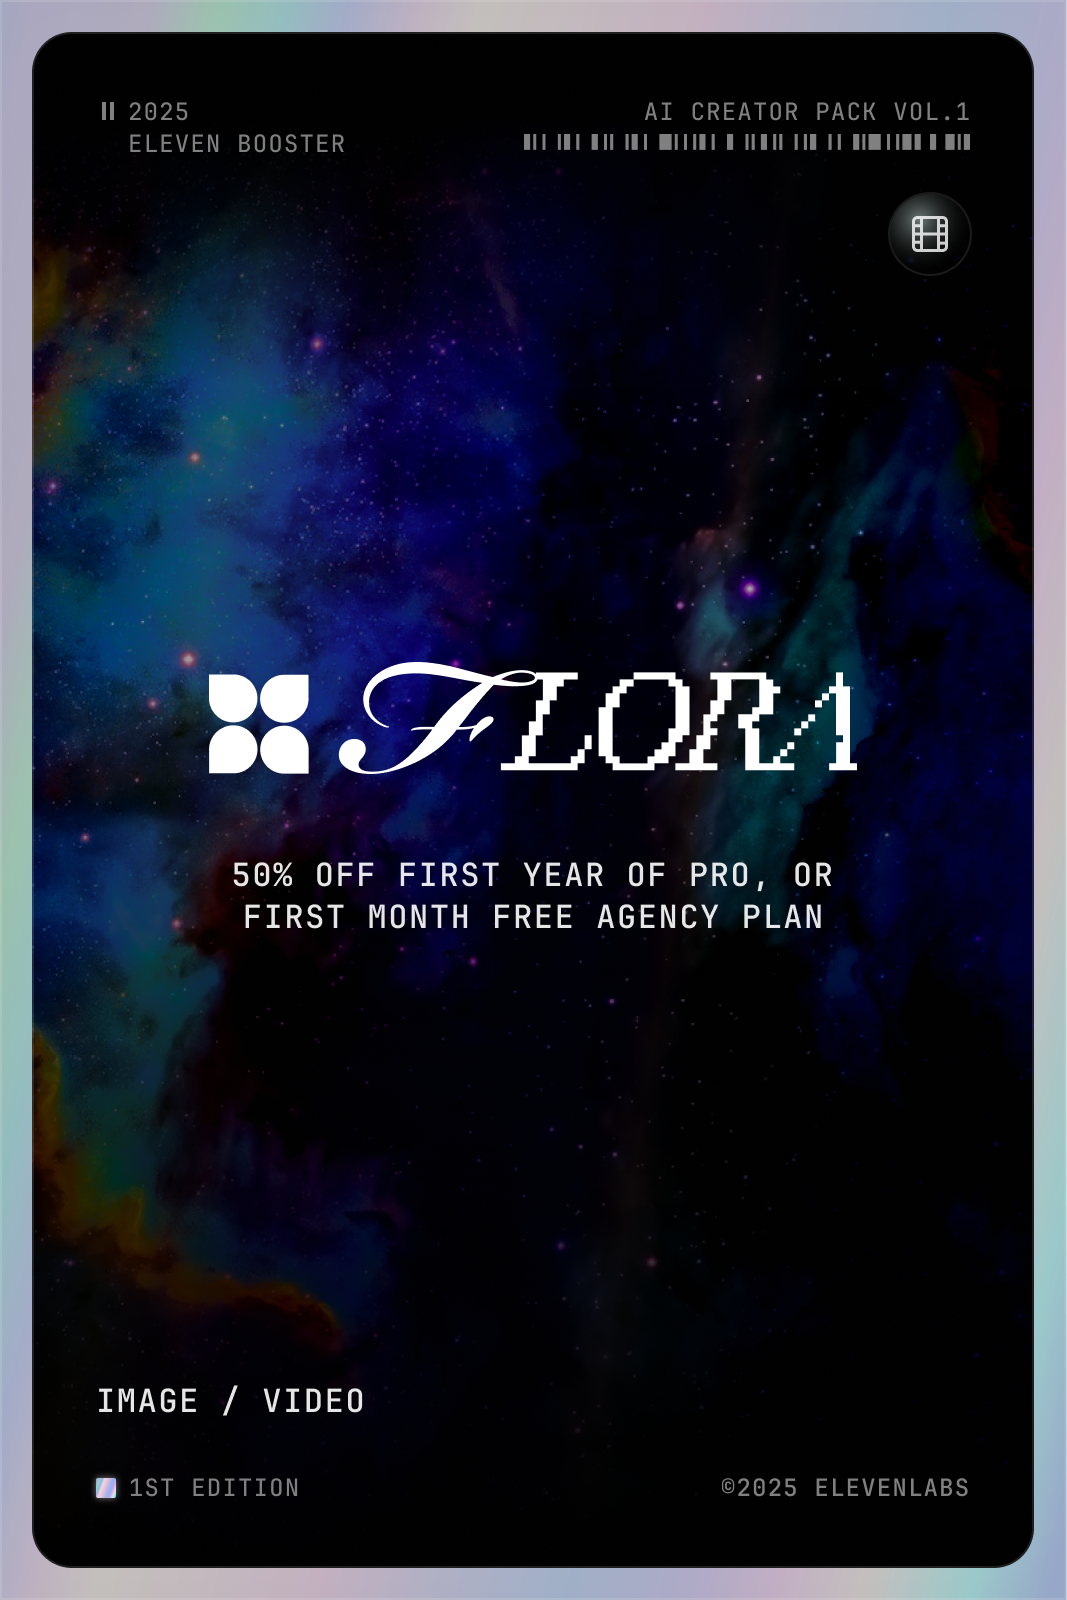 2025
ELEVEN BOOSTER
AI CREATOR PACK VOL.1
FLORA
50% OFF FIRST YEAR OF PRO, OR
FIRST MONTH FREE AGENCY PLAN
IMAGE / VIDEO
1ST EDITION
©2025 ELEVENLABS